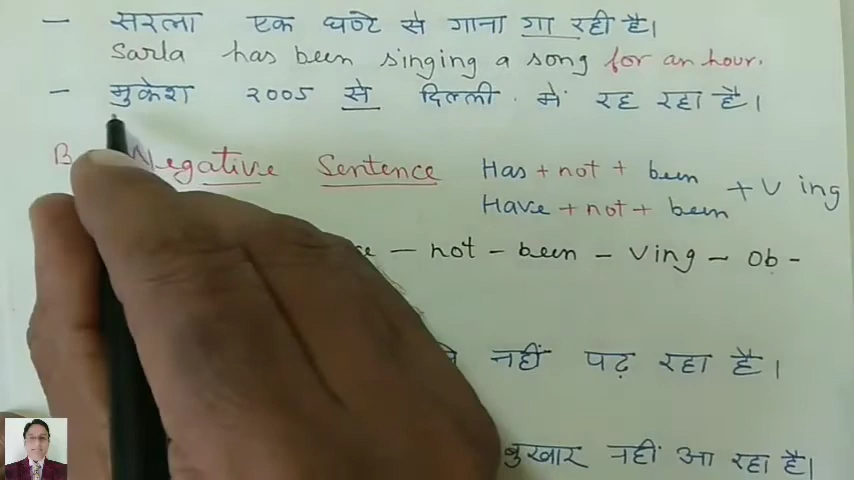 — सरला एक घण्टे से गाना गा रही है।
Sarla has been singing a song for an hour.
— मुकेश २००5 से दिल्ली में रह रहा है।
B Negative Sentence Has + not + been
Have + not + been + V ing
— not - been - Ving - Ob -
नहीं पढ़ रहा है।
बुखार नहीं आ रहा है।